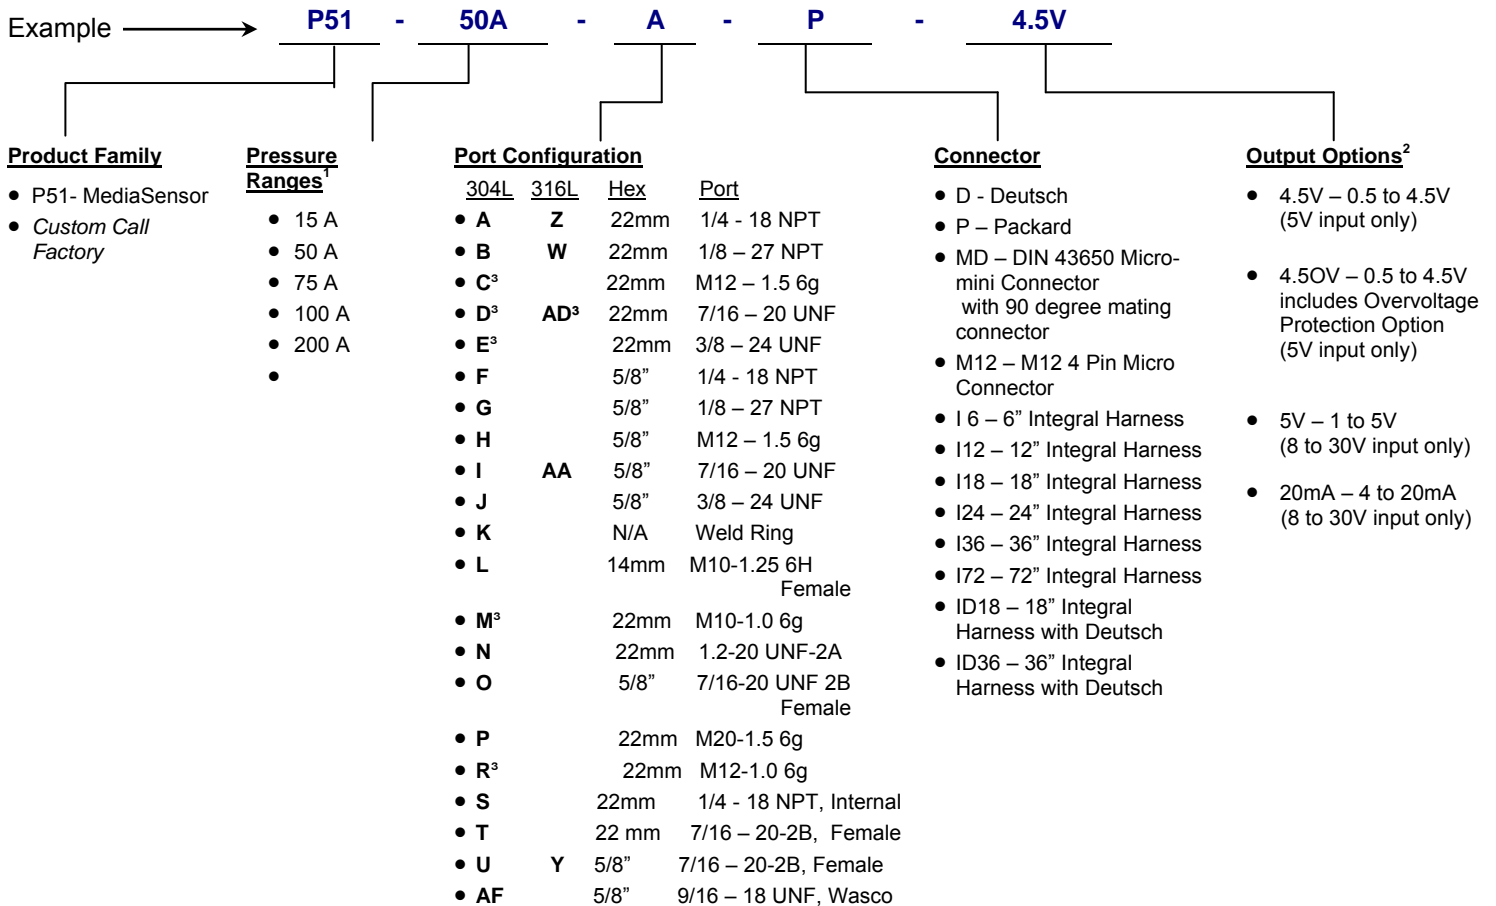 Example P51 - 50A - A - P - 4.5V
Product Family
• P51- MediaSensor
• Custom Call
Factory
Pressure
Ranges¹
• 15 A
• 50 A
• 75 A
• 100 A
• 200 A
•
Port Configuration
304L 316L Hex Port
• A Z 22mm 1/4 - 18 NPT
• B W 22mm 1/8 – 27 NPT
• C³ 22mm M12 – 1.5 6g
• D³ AD³ 22mm 7/16 – 20 UNF
• E³ 22mm 3/8 – 24 UNF
• F 5/8” 1/4 - 18 NPT
• G 5/8” 1/8 – 27 NPT
• H 5/8” M12 – 1.5 6g
• I AA 5/8” 7/16 – 20 UNF
• J 5/8” 3/8 – 24 UNF
• K N/A Weld Ring
• L 14mm M10-1.25 6H
Female
• M³ 22mm M10-1.0 6g
• N 22mm 1.2-20 UNF-2A
• O 5/8” 7/16-20 UNF 2B
Female
• P 22mm M20-1.5 6g
• R³ 22mm M12-1.0 6g
• S 22mm 1/4 - 18 NPT, Internal
• T 22 mm 7/16 – 20-2B, Female
• U Y 5/8” 7/16 – 20-2B, Female
• AF 5/8” 9/16 – 18 UNF, Wasco
Connector
• D - Deutsch
• P – Packard
• MD – DIN 43650 Micro-
mini Connector
with 90 degree mating
connector
• M12 – M12 4 Pin Micro
Connector
• I 6 – 6” Integral Harness
• I12 – 12” Integral Harness
• I18 – 18” Integral Harness
• I24 – 24” Integral Harness
• I36 – 36” Integral Harness
• I72 – 72” Integral Harness
• ID18 – 18” Integral
Harness with Deutsch
• ID36 – 36” Integral
Harness with Deutsch
Output Options²
• 4.5V – 0.5 to 4.5V
(5V input only)
• 4.5OV – 0.5 to 4.5V
includes Overvoltage
Protection Option
(5V input only)
• 5V – 1 to 5V
(8 to 30V input only)
• 20mA – 4 to 20mA
(8 to 30V input only)